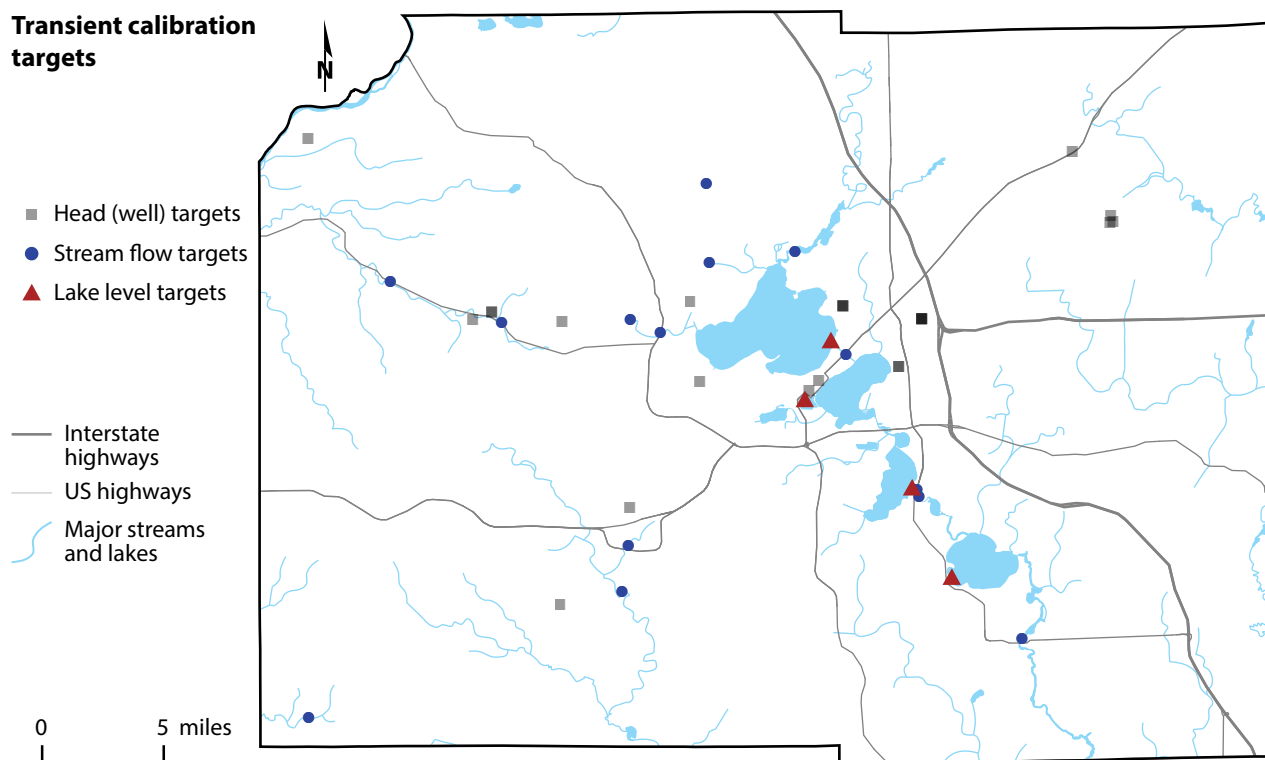 Transient calibration
targets
N
Head (well) targets
Stream flow targets
Lake level targets
Interstate
highways
US highways
Major streams
and lakes
0 5 miles